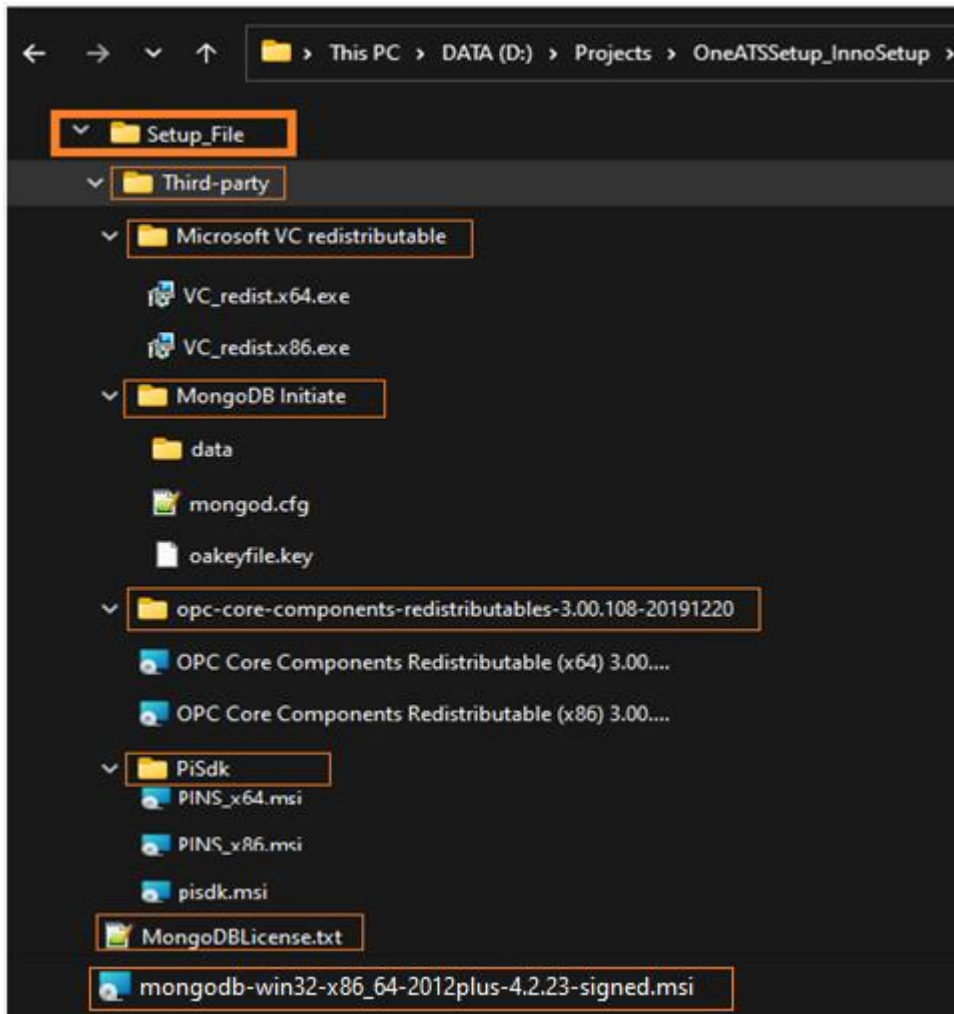 This PC > DATA (D:) > Projects > OneATSSetup_InnoSetup >
Setup_File
Third-party
Microsoft VC redistributable
VC_redist.x64.exe
VC_redist.x86.exe
MongoDB Initiate
data
mongod.cfg
oakeyfile.key
opc-core-components-redistributables-3.00.108-20191220
OPC Core Components Redistributable (x64) 3.00....
OPC Core Components Redistributable (x86) 3.00....
PiSdk
PINS_x64.msi
PINS_x86.msi
pisdk.msi
MongoDBLicense.txt
mongodb-win32-x86_64-2012plus-4.2.23-signed.msi